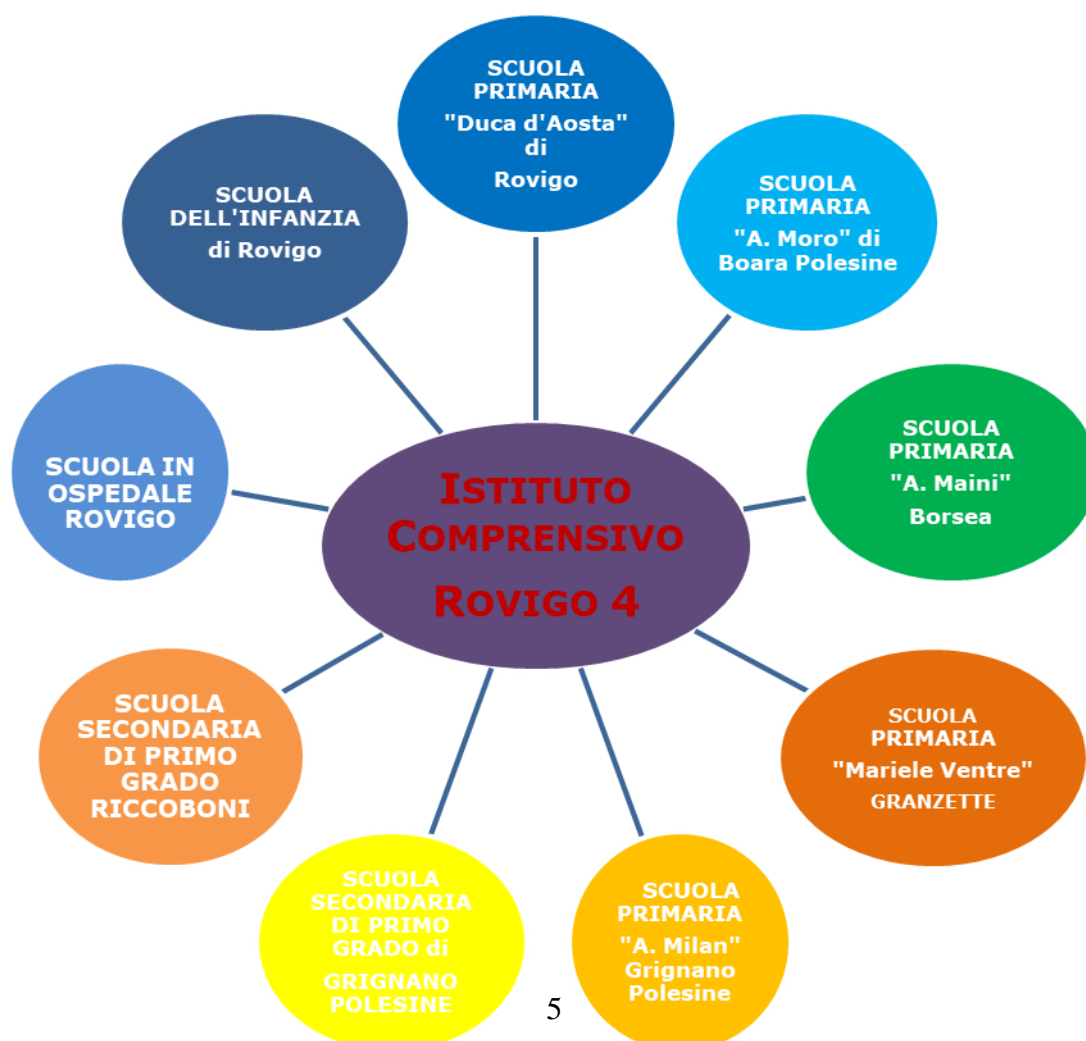 SCUOLA
PRIMARIA
"Duca d'Aosta"
di
Rovigo
SCUOLA
PRIMARIA
"A. Moro" di
Boara Polesine
SCUOLA
PRIMARIA
"A. Maini"
Borsea
SCUOLA
PRIMARIA
"Mariele Ventre"
GRANZETTE
SCUOLA
PRIMARIA
"A. Milan"
Grignano
Polesine
SCUOLA
SECONDARIA
DI PRIMO
GRADO di
GRIGNANO
POLESINE
SCUOLA
SECONDARIA
DI PRIMO
GRADO
RICCOBONI
SCUOLA IN
OSPEDALE
ROVIGO
SCUOLA
DELL'INFANZIA
di Rovigo
ISTITUTO
COMPRENSIVO
ROVIGO 4
5